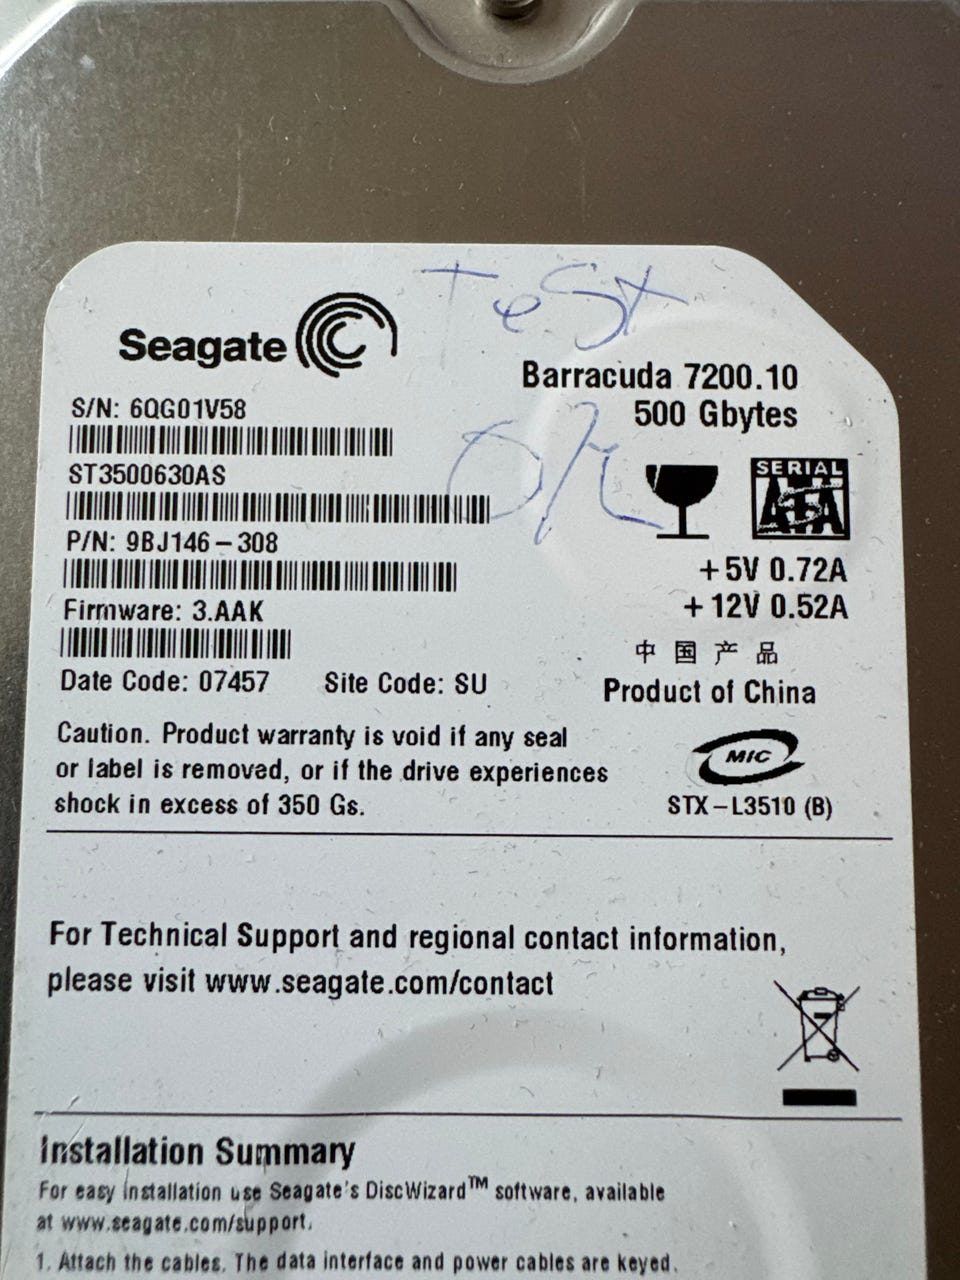 Test
Seagate
Barracuda 7200.10
500 Gbytes
OK
S/N: 6QG01V58
ST3500630AS
P/N: 9BJ146-308
Firmware: 3.AAK
Date Code: 07457 Site Code: SU
SERIAL
ATA
+5V 0.72A
+12V 0.52A
中国产品
Product of China
Caution. Product warranty is void if any seal
or label is removed, or if the drive experiences
shock in excess of 350 Gs.
MIC
STX-L3510 (B)
For Technical Support and regional contact information,
please visit www.seagate.com/contact
Installation Summary
For easy installation use Seagate's DiscWizard™ software, available
at www.seagate.com/support.
1. Attach the cables. The data interface and power cables are keyed.